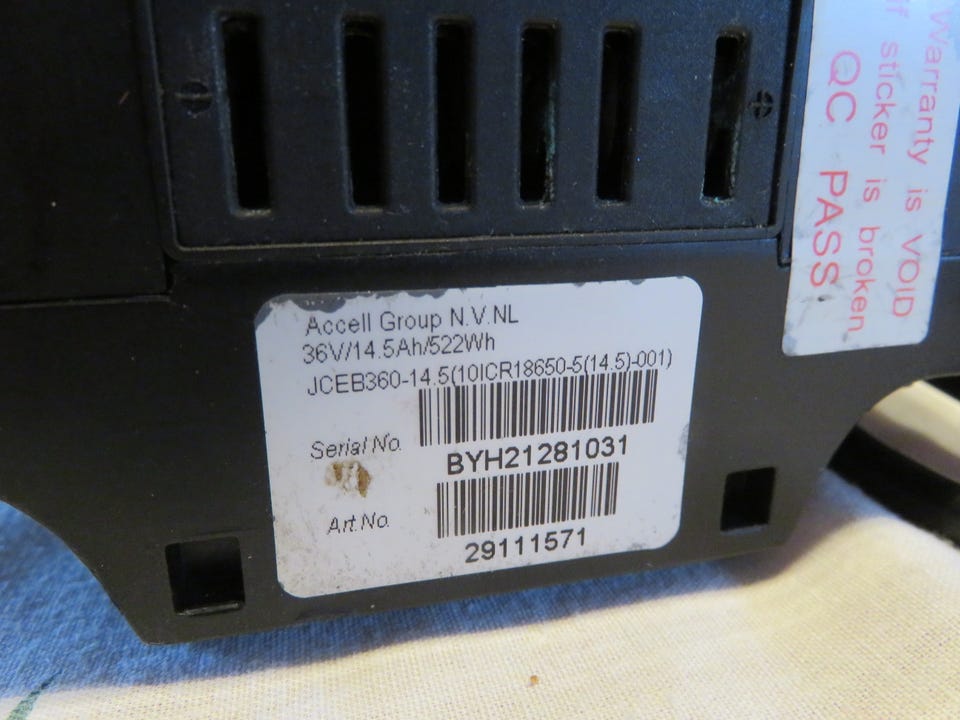 Warranty is VOID
if sticker is broken
QC PASS
Accell Group N.V.NL
36V/14.5Ah/522Wh
JCEB360-14.5(10ICR18650-5(14.5)-001)
Serial No.
BYH21281031
Art.No.
29111571